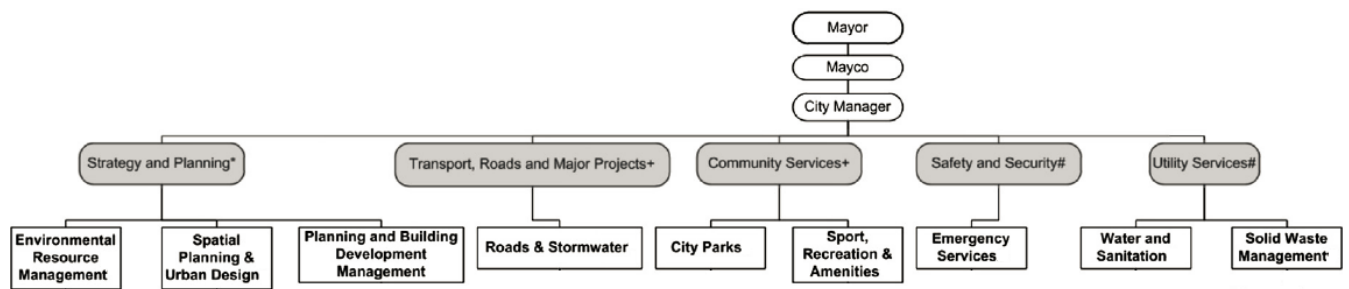 Mayor
Mayco
City Manager
Strategy and Planning*
Transport, Roads and Major Projects+
Community Services+
Safety and Security#
Utility Services#
Environmental
Resource
Management
Spatial
Planning &
Urban Design
Planning and Building
Development
Management
Roads & Stormwater
City Parks
Sport,
Recreation &
Amenities
Emergency
Services
Water and
Sanitation
Solid Waste
Management